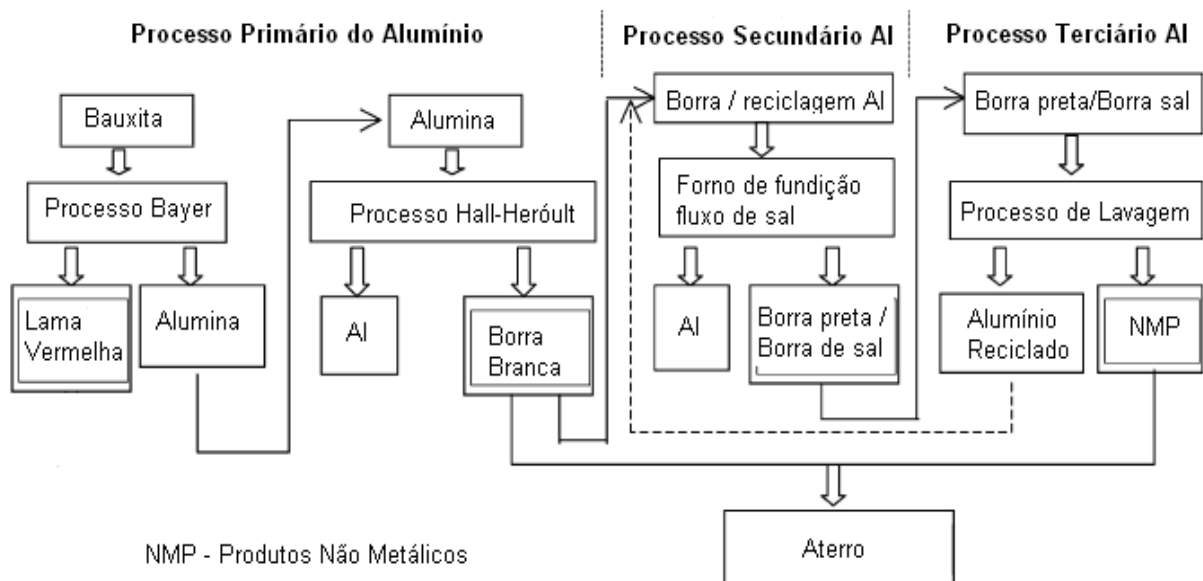 Processo Primário do Alumínio
Processo Secundário Al
Processo Terciário Al
Bauxita
Processo Bayer
Lama
Vermelha
Alumina
Alumina
Processo Hall-Heróult
Al
Borra
Branca
Borra / reciclagem Al
Forno de fundição
fluxo de sal
Al
Borra preta /
Borra de sal
Borra preta/Borra sal
Processo de Lavagem
Alumínio
Reciclado
NMP
Aterro
NMP - Produtos Não Metálicos